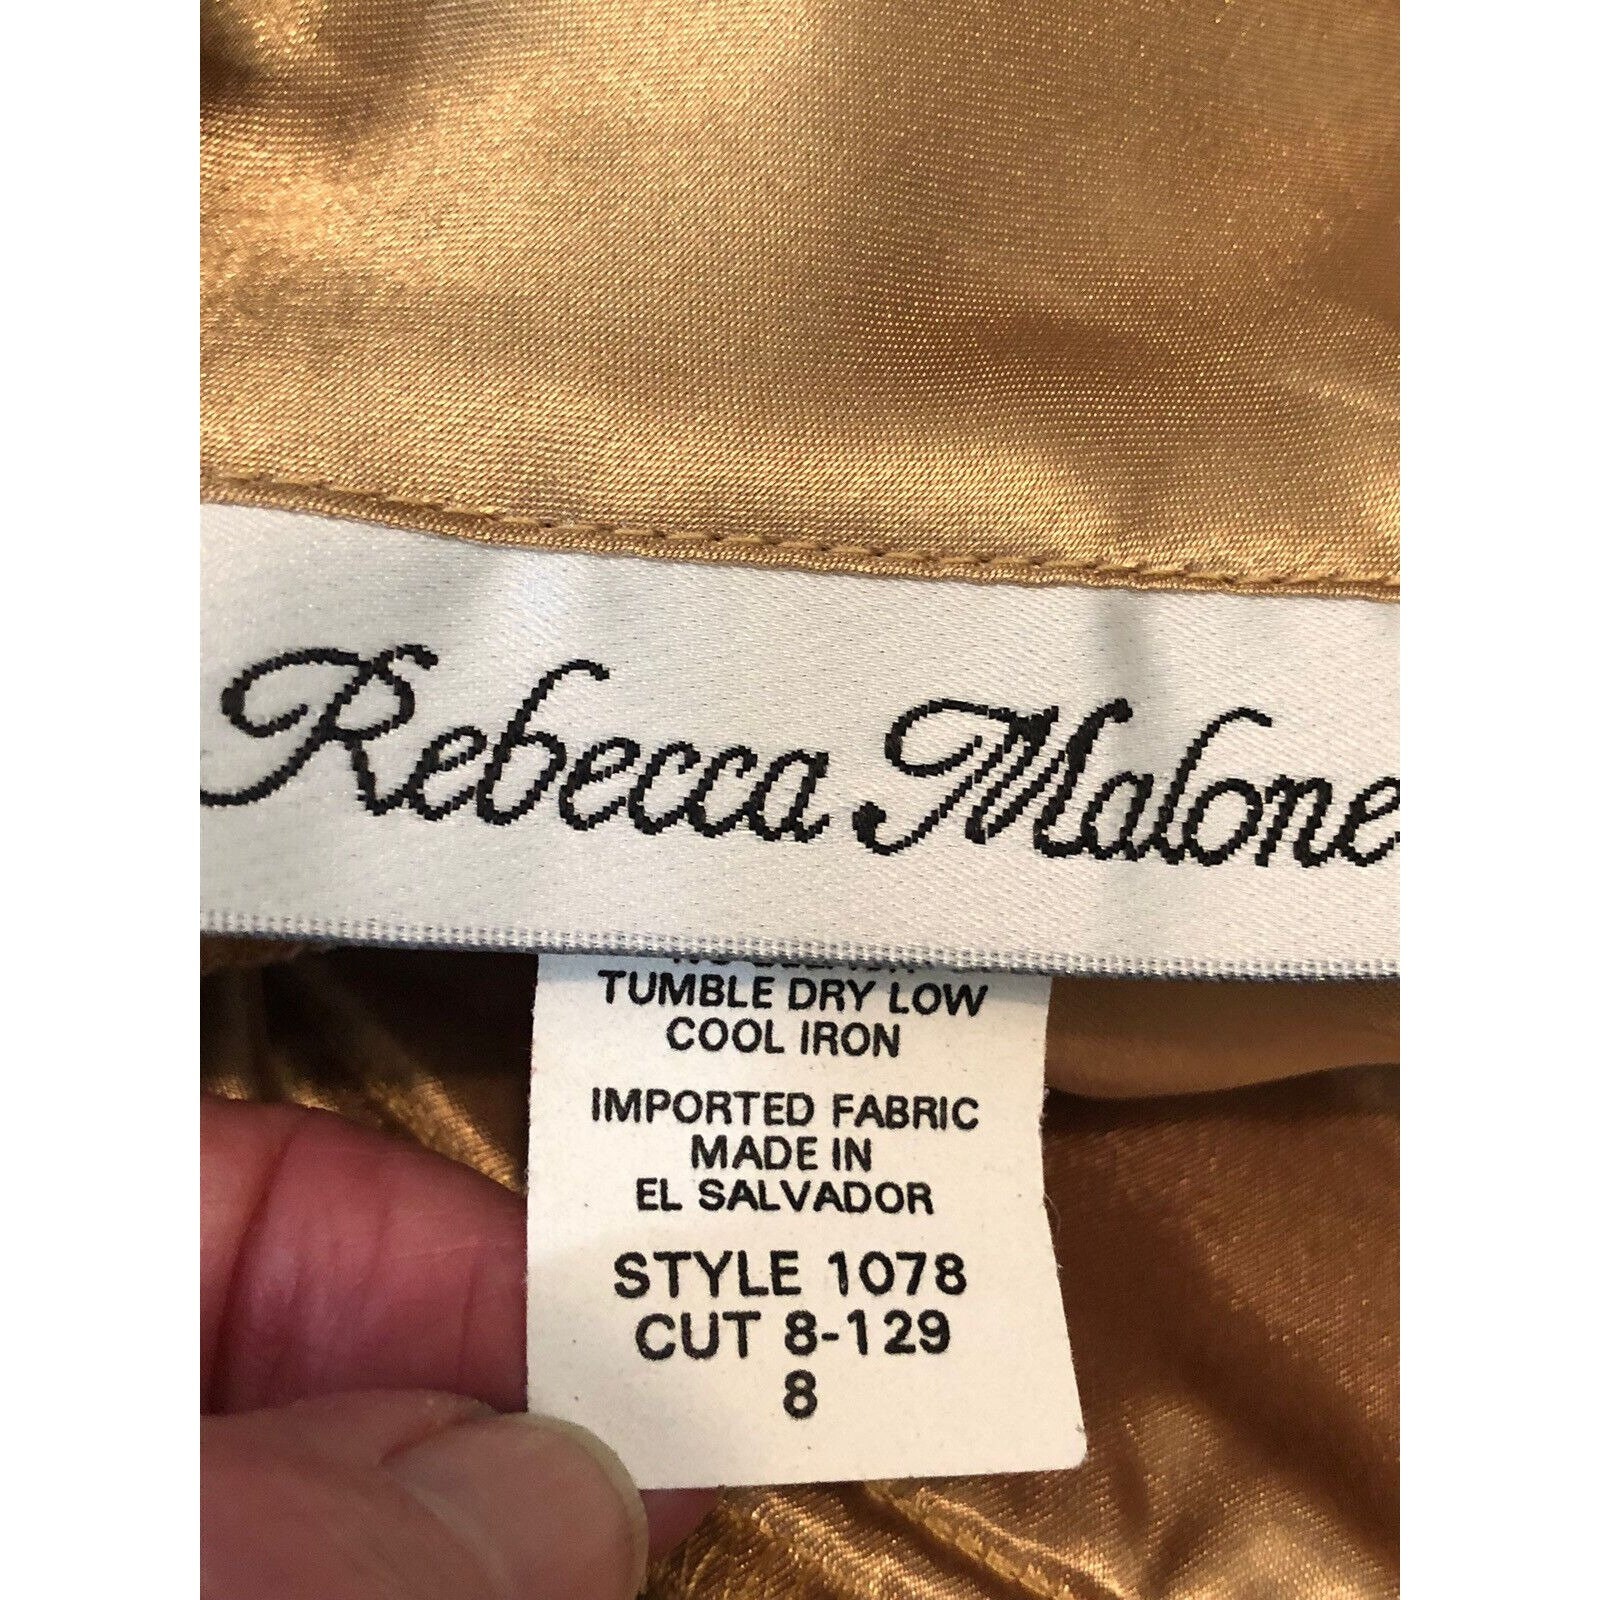 Rebecca Malone
TUMBLE DRY LOW
COOL IRON
IMPORTED FABRIC
MADE IN
EL SALVADOR
STYLE 1078
CUT 8-129
8